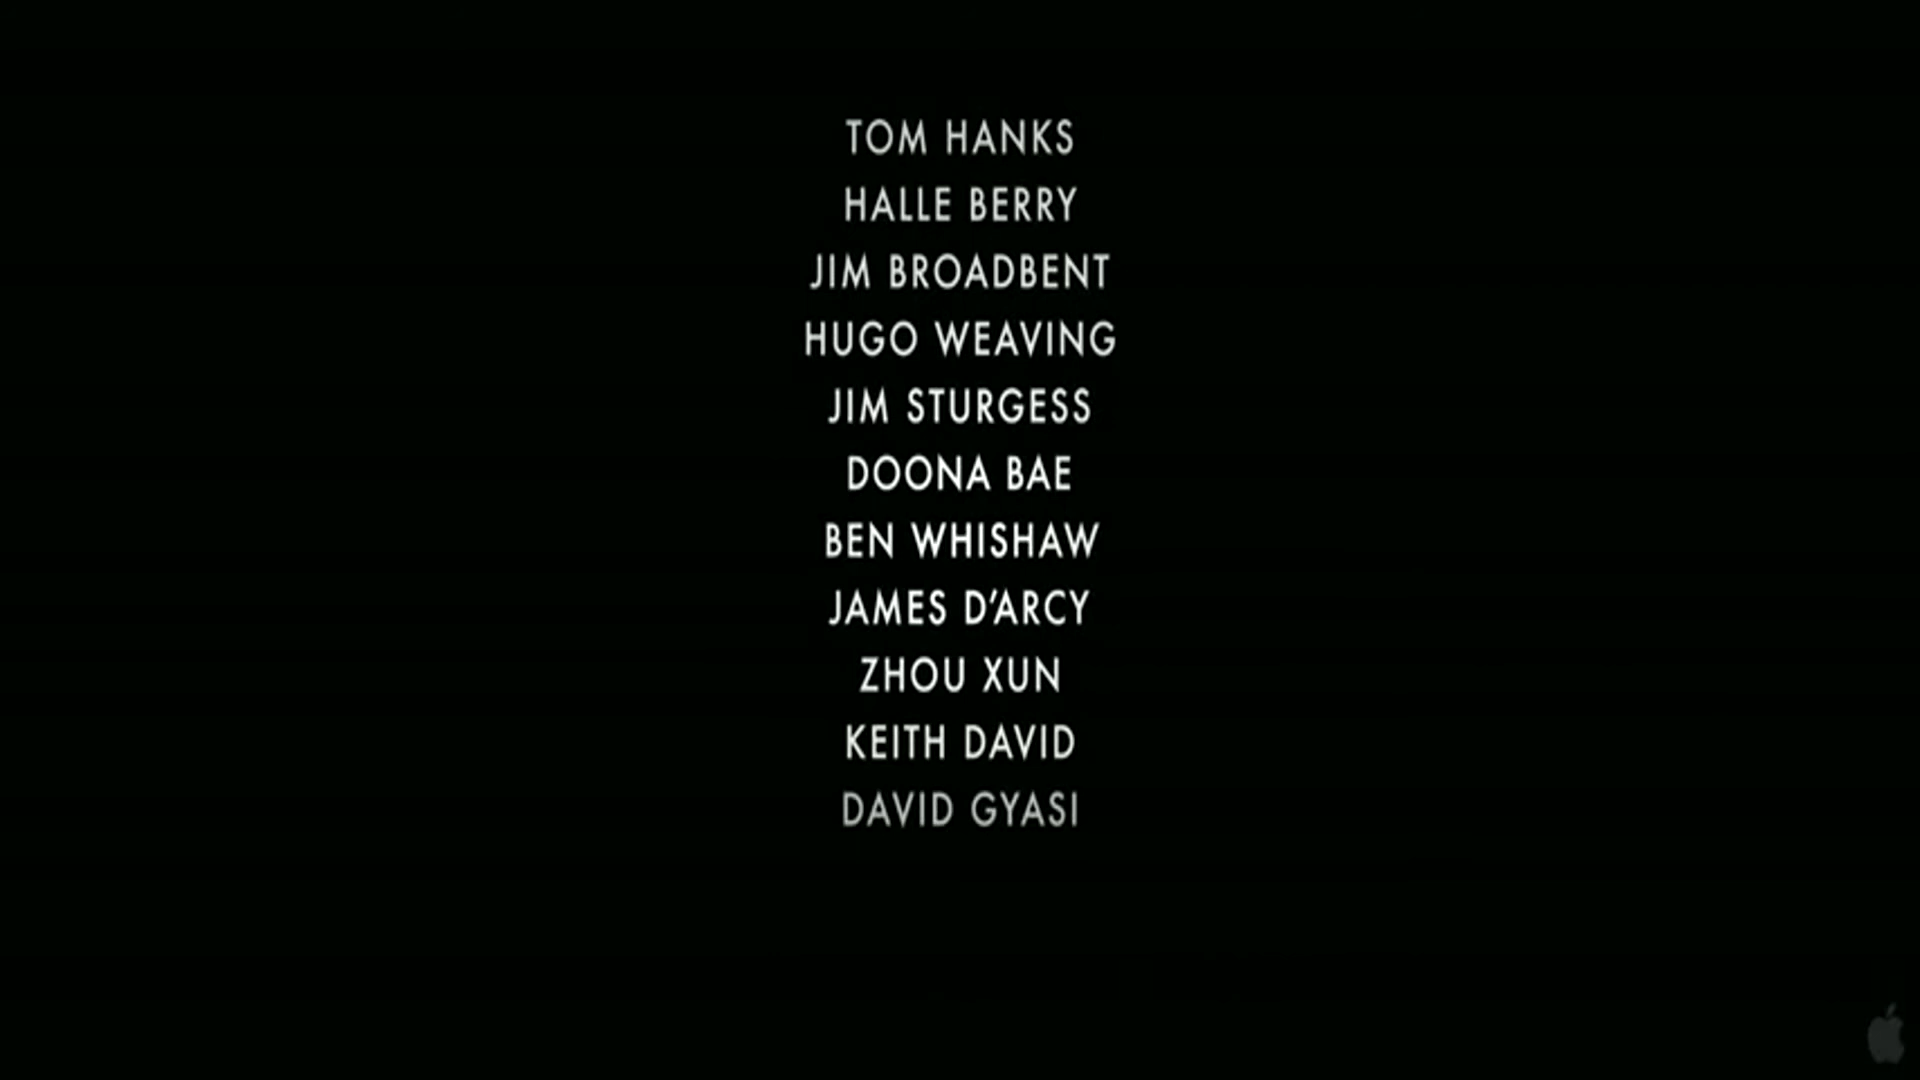 TOM HANKS
HALLE BERRY
JIM BROADBENT
HUGO WEAVING
JIM STURGESS
DOONA BAE
BEN WHISHAW
JAMES D'ARCY
ZHOU XUN
KEITH DAVID
DAVID GYASI